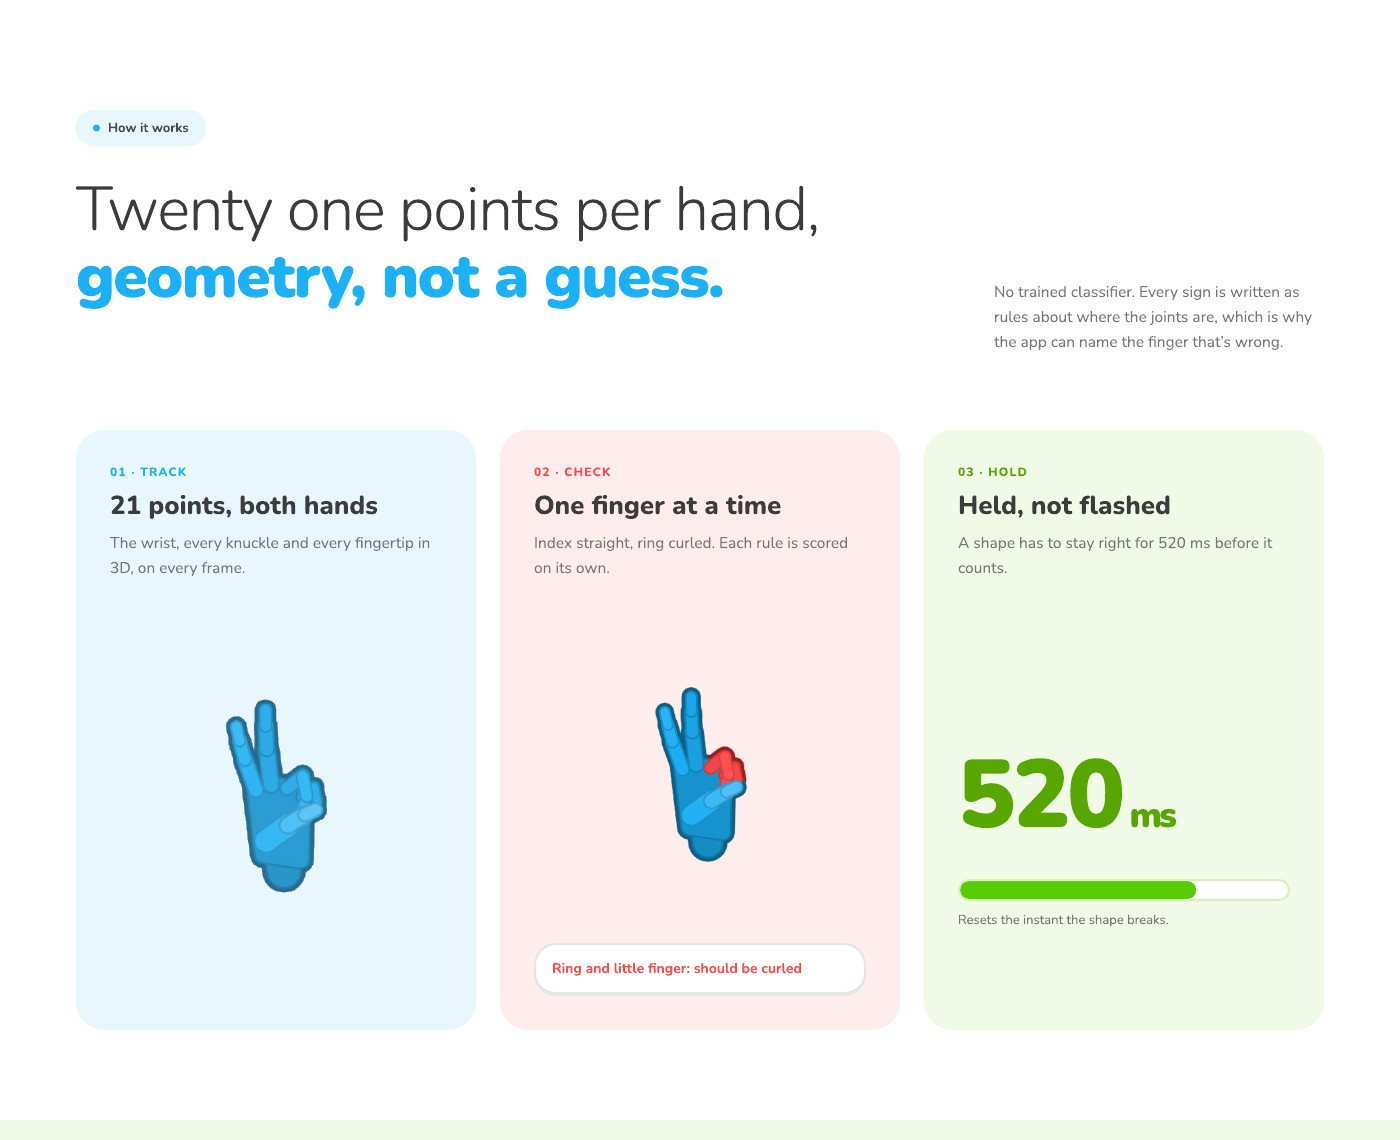 How it works
Twenty one points per hand,
geometry, not a guess.
No trained classifier. Every sign is written as
rules about where the joints are, which is why
the app can name the finger that’s wrong.
01 · TRACK
21 points, both hands
The wrist, every knuckle and every fingertip in
3D, on every frame.
02 · CHECK
One finger at a time
Index straight, ring curled. Each rule is scored
on its own.
Ring and little finger: should be curled
03 · HOLD
Held, not flashed
A shape has to stay right for 520 ms before it
counts.
520 ms
Resets the instant the shape breaks.